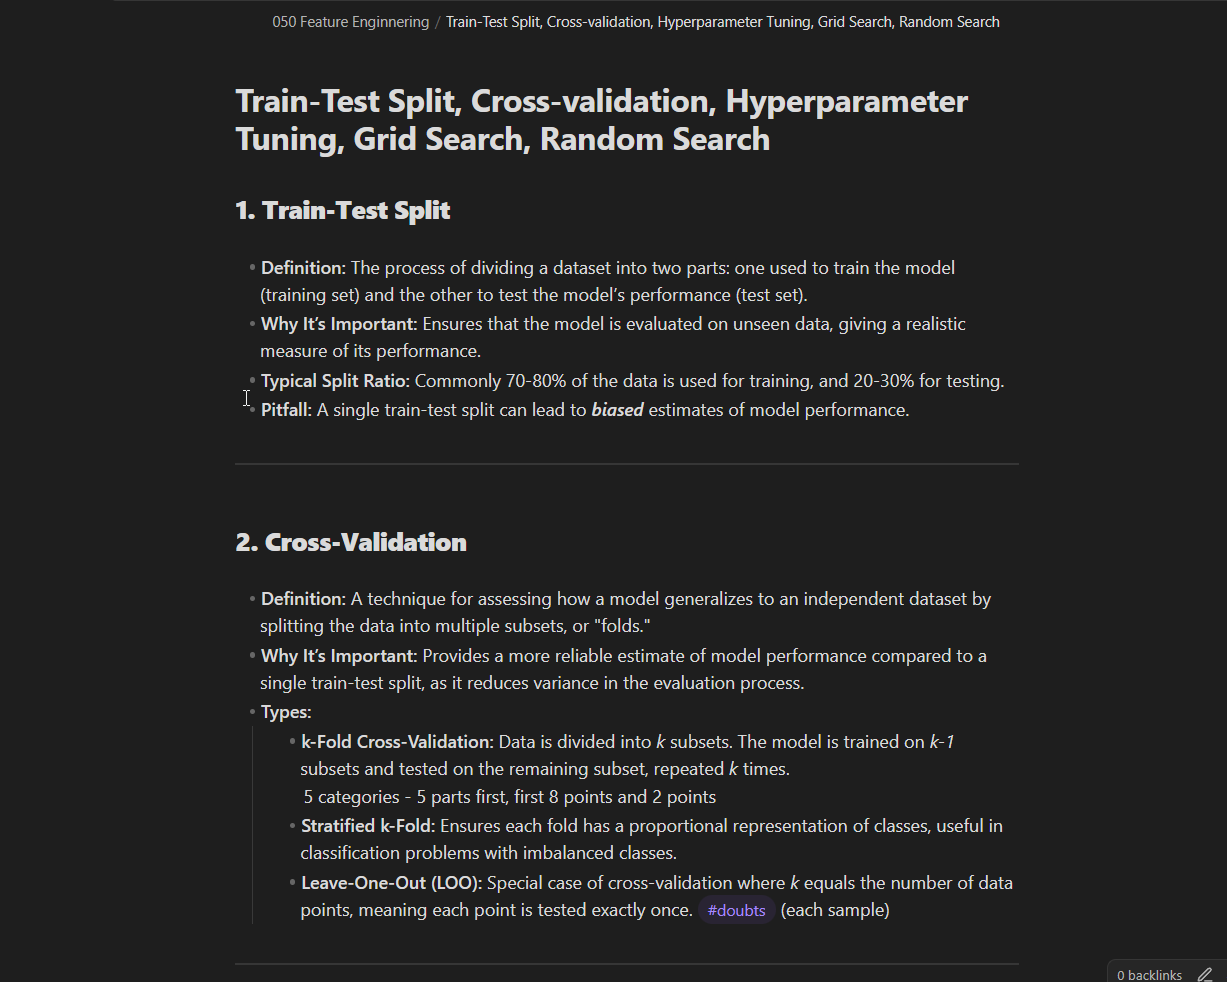 050 Feature Enginnering / Train-Test Split, Cross-validation, Hyperparameter Tuning, Grid Search, Random Search
Train-Test Split, Cross-validation, Hyperparameter
Tuning, Grid Search, Random Search
1. Train-Test Split
• Definition: The process of dividing a dataset into two parts: one used to train the model
(training set) and the other to test the model’s performance (test set).
• Why It’s Important: Ensures that the model is evaluated on unseen data, giving a realistic
measure of its performance.
• Typical Split Ratio: Commonly 70-80% of the data is used for training, and 20-30% for testing.
• Pitfall: A single train-test split can lead to biased estimates of model performance.
2. Cross-Validation
• Definition: A technique for assessing how a model generalizes to an independent dataset by
splitting the data into multiple subsets, or "folds."
• Why It’s Important: Provides a more reliable estimate of model performance compared to a
single train-test split, as it reduces variance in the evaluation process.
• Types:
• k-Fold Cross-Validation: Data is divided into k subsets. The model is trained on k-1
subsets and tested on the remaining subset, repeated k times.
5 categories - 5 parts first, first 8 points and 2 points
• Stratified k-Fold: Ensures each fold has a proportional representation of classes, useful in
classification problems with imbalanced classes.
• Leave-One-Out (LOO): Special case of cross-validation where k equals the number of data
points, meaning each point is tested exactly once. #doubts (each sample)
0 backlinks